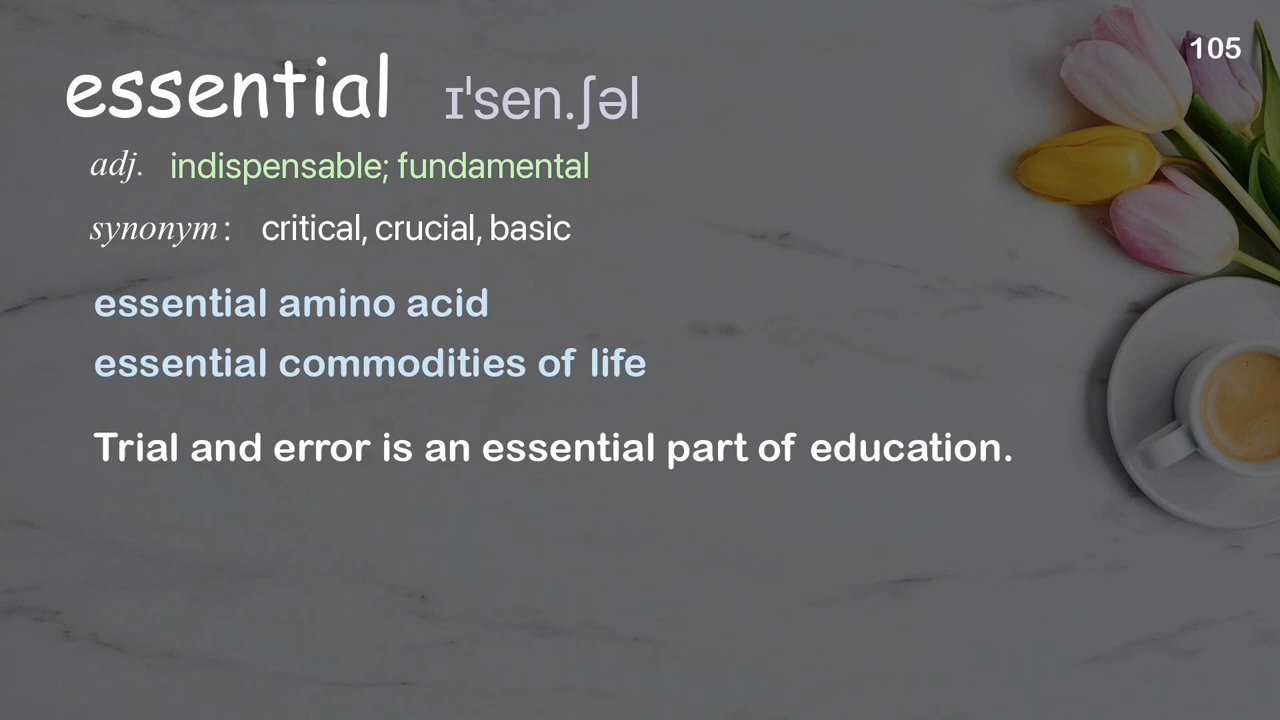 105
essential ɪˈsen.ʃəl
adj. indispensable; fundamental
synonym: critical, crucial, basic
essential amino acid
essential commodities of life
Trial and error is an essential part of education.